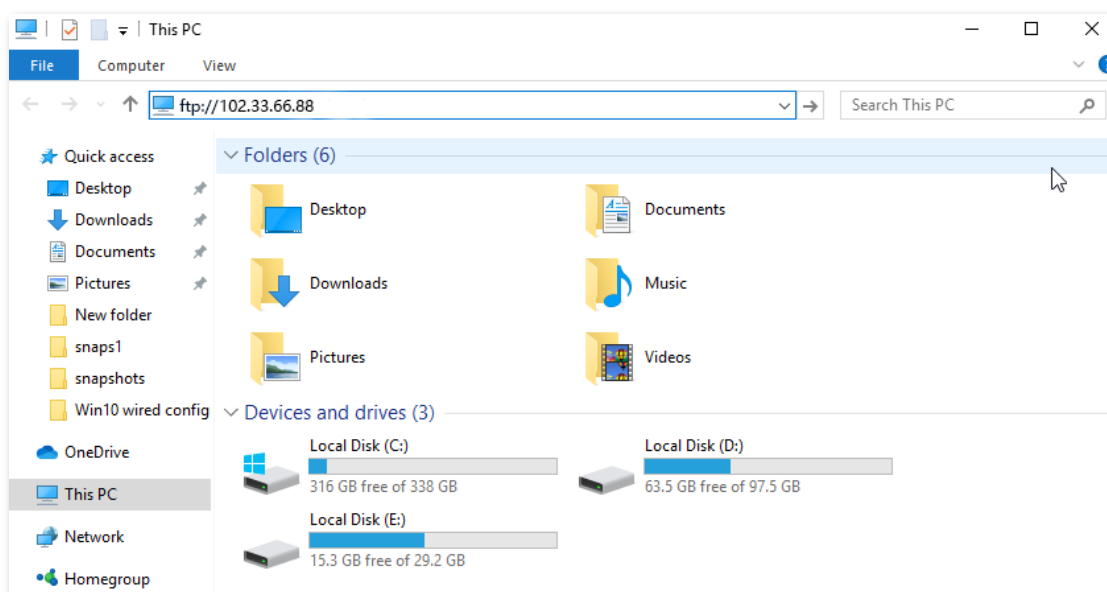 This PC
File Computer View
ftp://102.33.66.88
Search This PC
Quick access
Desktop
Downloads
Documents
Pictures
New folder
snaps1
snapshots
Win10 wired config
OneDrive
This PC
Network
Homegroup
Folders (6)
Desktop
Documents
Downloads
Music
Pictures
Videos
Devices and drives (3)
Local Disk (C:)
316 GB free of 338 GB
Local Disk (D:)
63.5 GB free of 97.5 GB
Local Disk (E:)
15.3 GB free of 29.2 GB